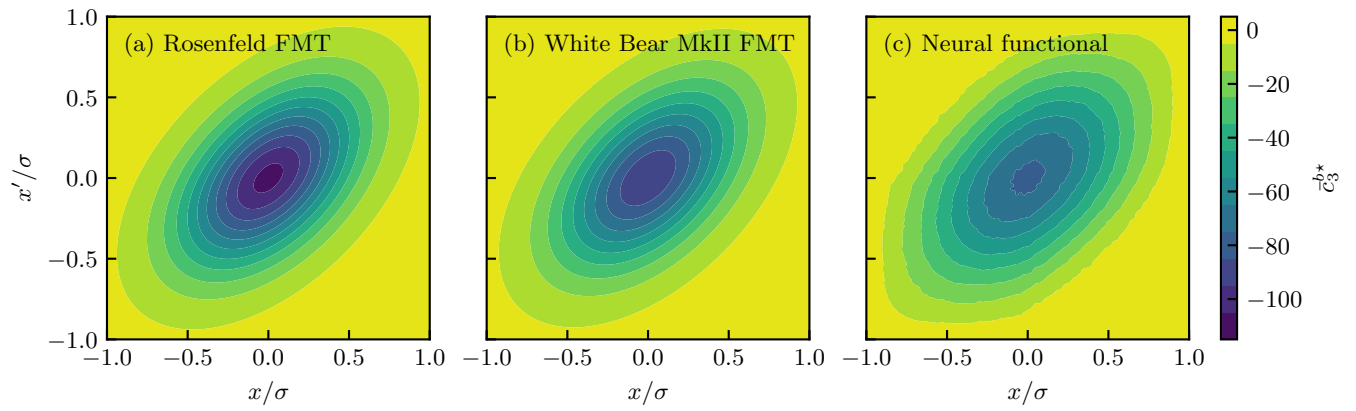 (a) Rosenfeld FMT
(b) White Bear MkII FMT
(c) Neural functional
1.0
0.5
0.0
−0.5
−1.0
x′/σ
−1.0 −0.5 0.0 0.5 1.0
x/σ
−1.0 −0.5 0.0 0.5 1.0
x/σ
−1.0 −0.5 0.0 0.5 1.0
x/σ
0
−20
−40
−60
−80
−100
c̄₃ᵇ⋆